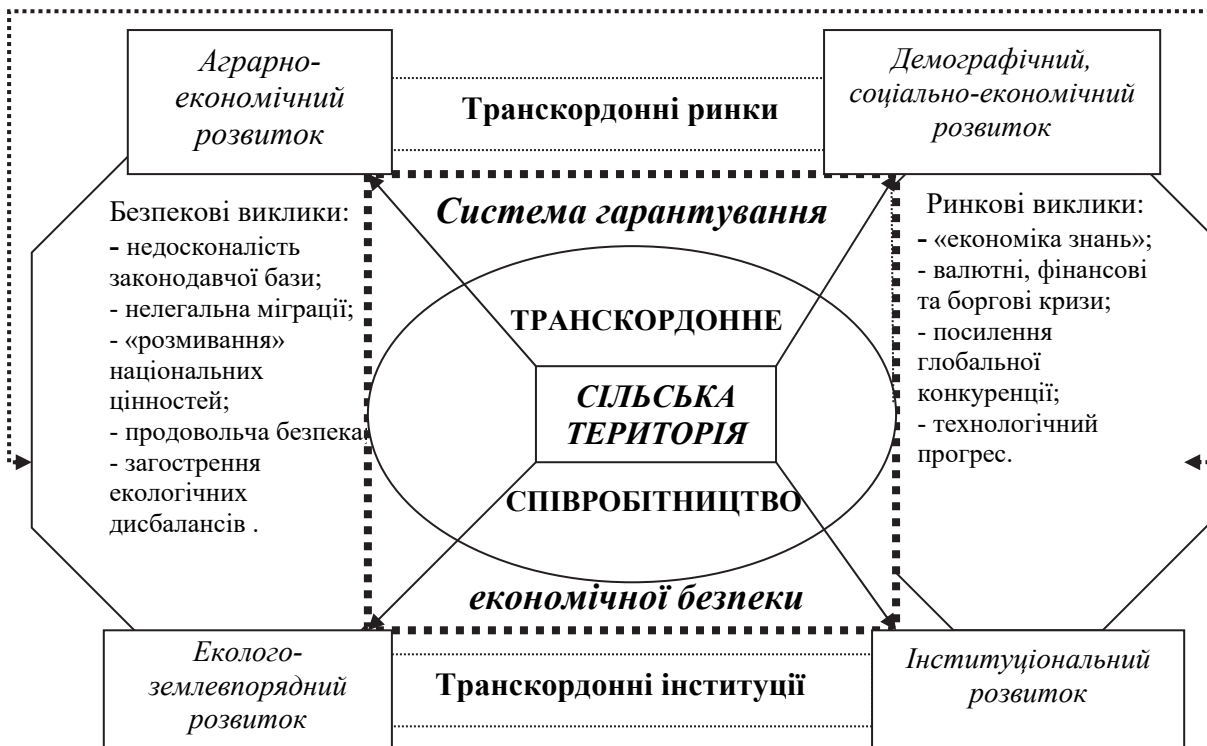 Аграрно-
економічний
розвиток
Транскордонні ринки
Демографічний,
соціально-економічний
розвиток
Безпекові виклики:
- недосконалість
законодавчої бази;
- нелегальна міграції;
- «розмивання»
національних
цінностей;
- продовольча безпека
- загострення
екологічних
дисбалансів .
Система гарантування
ТРАНСКОРДОННЕ
СІЛЬСЬКА
ТЕРИТОРІЯ
СПІВРОБІТНИЦТВО
економічної безпеки
Ринкові виклики:
- «економіка знань»;
- валютні, фінансові
та боргові кризи;
- посилення
глобальної
конкуренції;
- технологічний
прогрес.
Еколого-
землевпорядний
розвиток
Транскордонні інституції
Інституціональний
розвиток